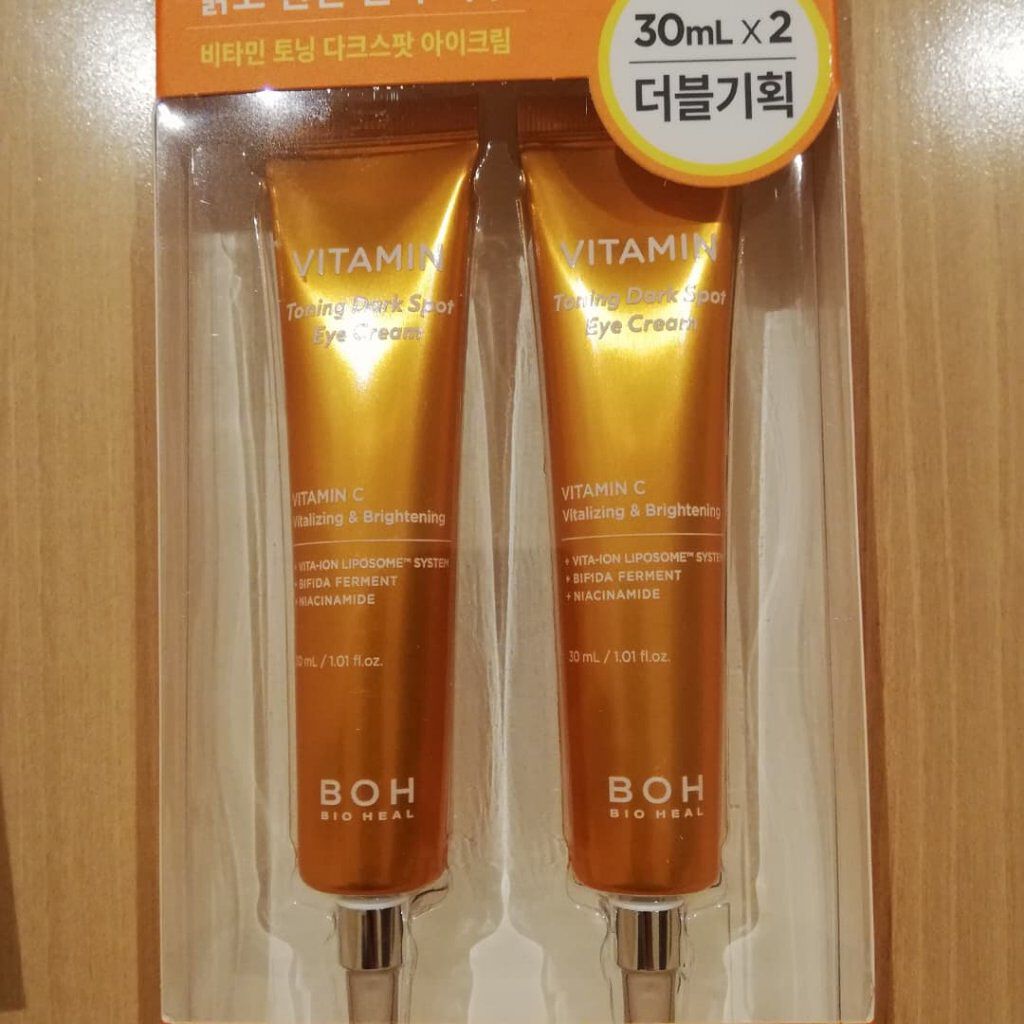 비타민 토닝 다크스팟 아이크림
30mL X 2
더블기획
VITAMIN
Toning Dark Spot
Eye Cream
VITAMIN C
Vitalizing & Brightening
+ VITA-ION LIPOSOME™ SYSTEM
+ BIFIDA FERMENT
+ NIACINAMIDE
30 mL / 1.01 fl.oz.
BOH
BIO HEAL
VITAMIN
Toning Dark Spot
Eye Cream
VITAMIN C
Vitalizing & Brightening
+ VITA-ION LIPOSOME™ SYSTEM
+ BIFIDA FERMENT
+ NIACINAMIDE
30 mL / 1.01 fl.oz.
BOH
BIO HEAL